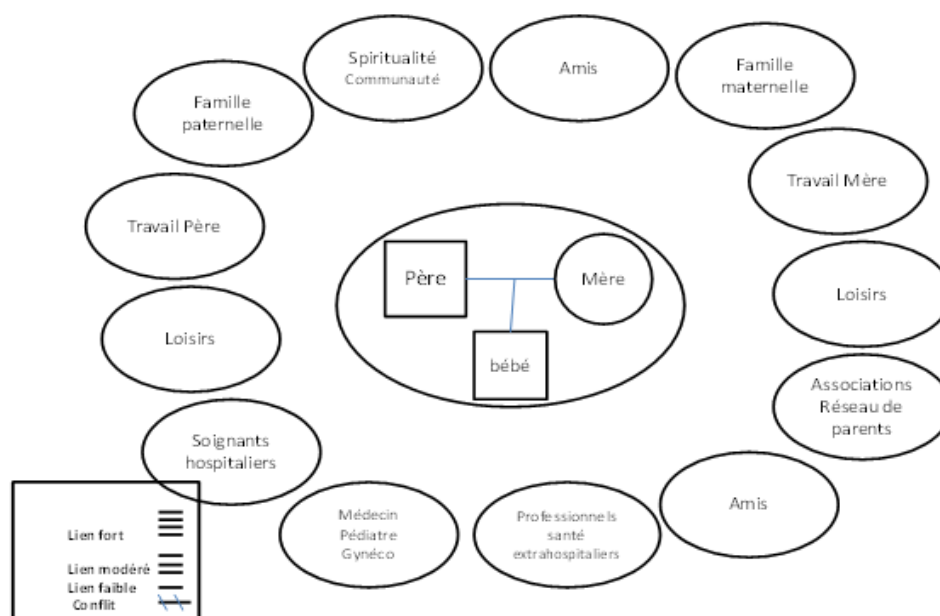 Spiritualité
Communauté
Amis
Famille
maternelle
Famille
paternelle
Travail Mère
Travail Père
Père
Mère
Loisirs
Loisirs
bébé
Associations
Réseau de
parents
Soignants
hospitaliers
Amis
Médecin
Pédiatre
Gynéco
Professionnels
santé
extrahospitaliers
Lien fort
Lien modéré
Lien faible
Conflit